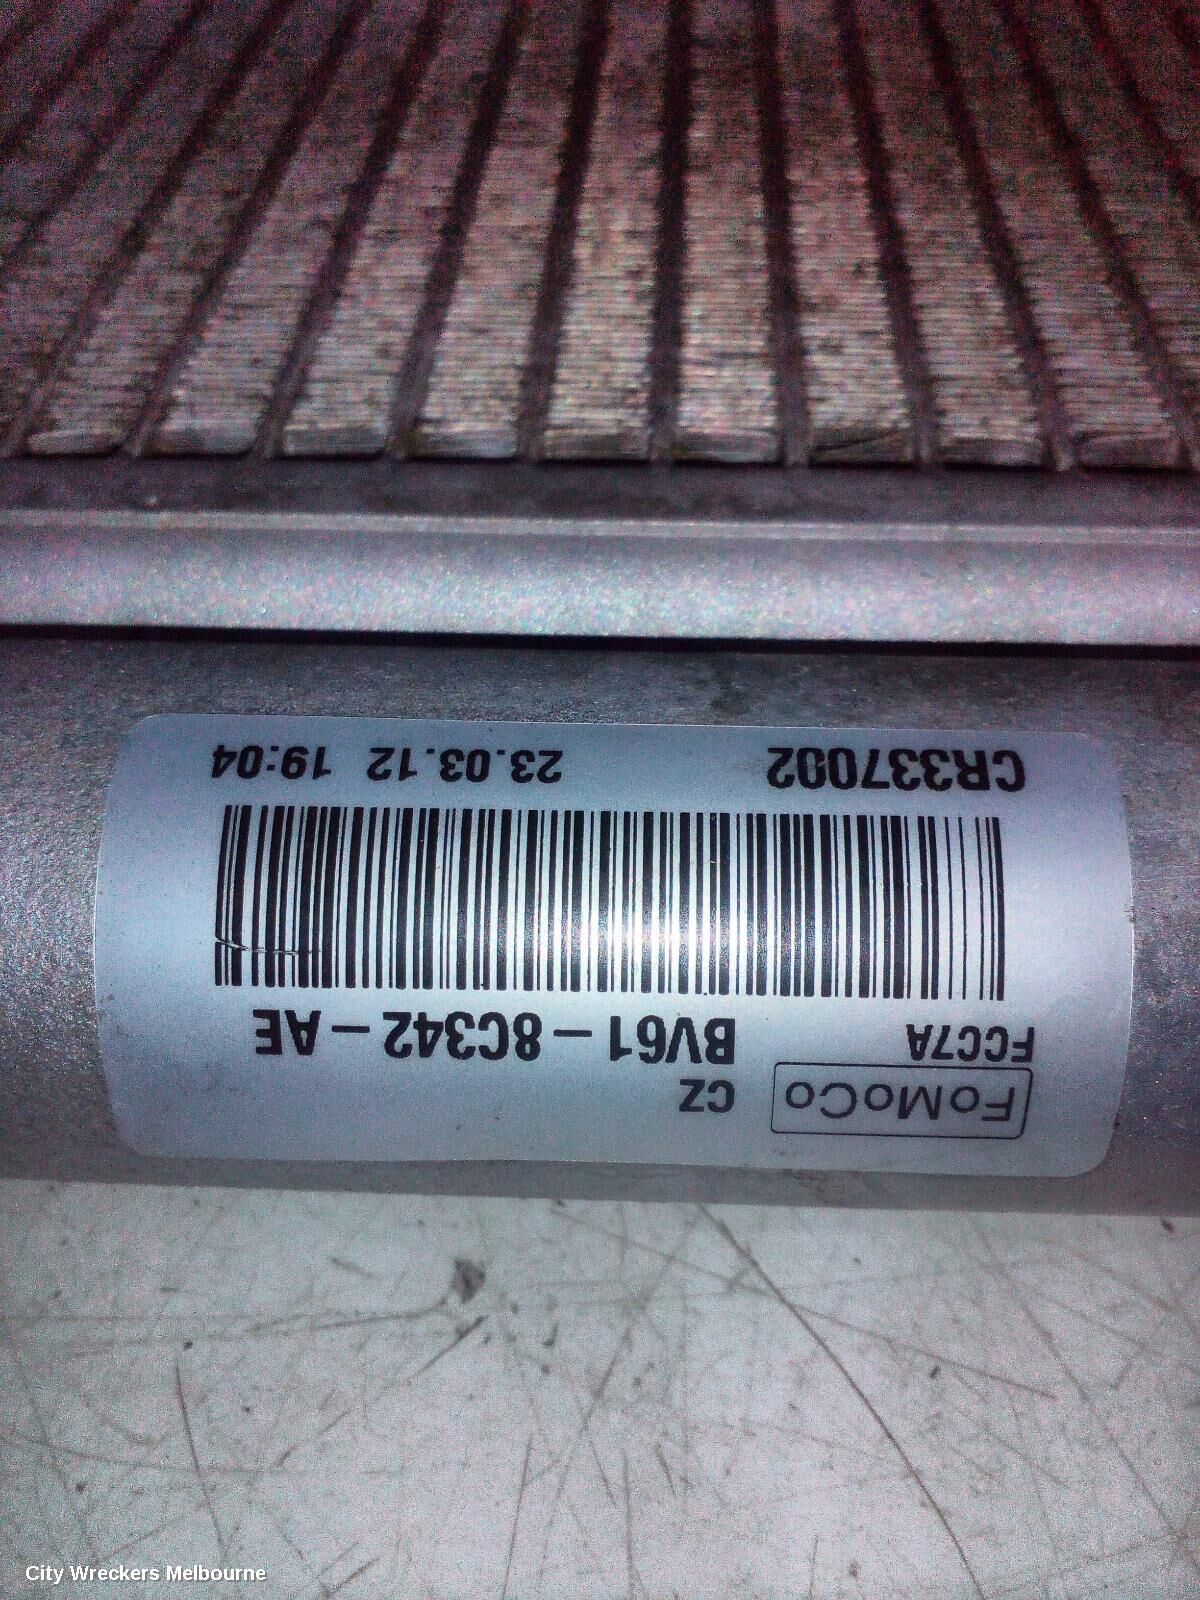 FoMoCo CZ
FCC7A BV61-8C342-AE
CR337002 23.03.12 19:04
City Wreckers Melbourne